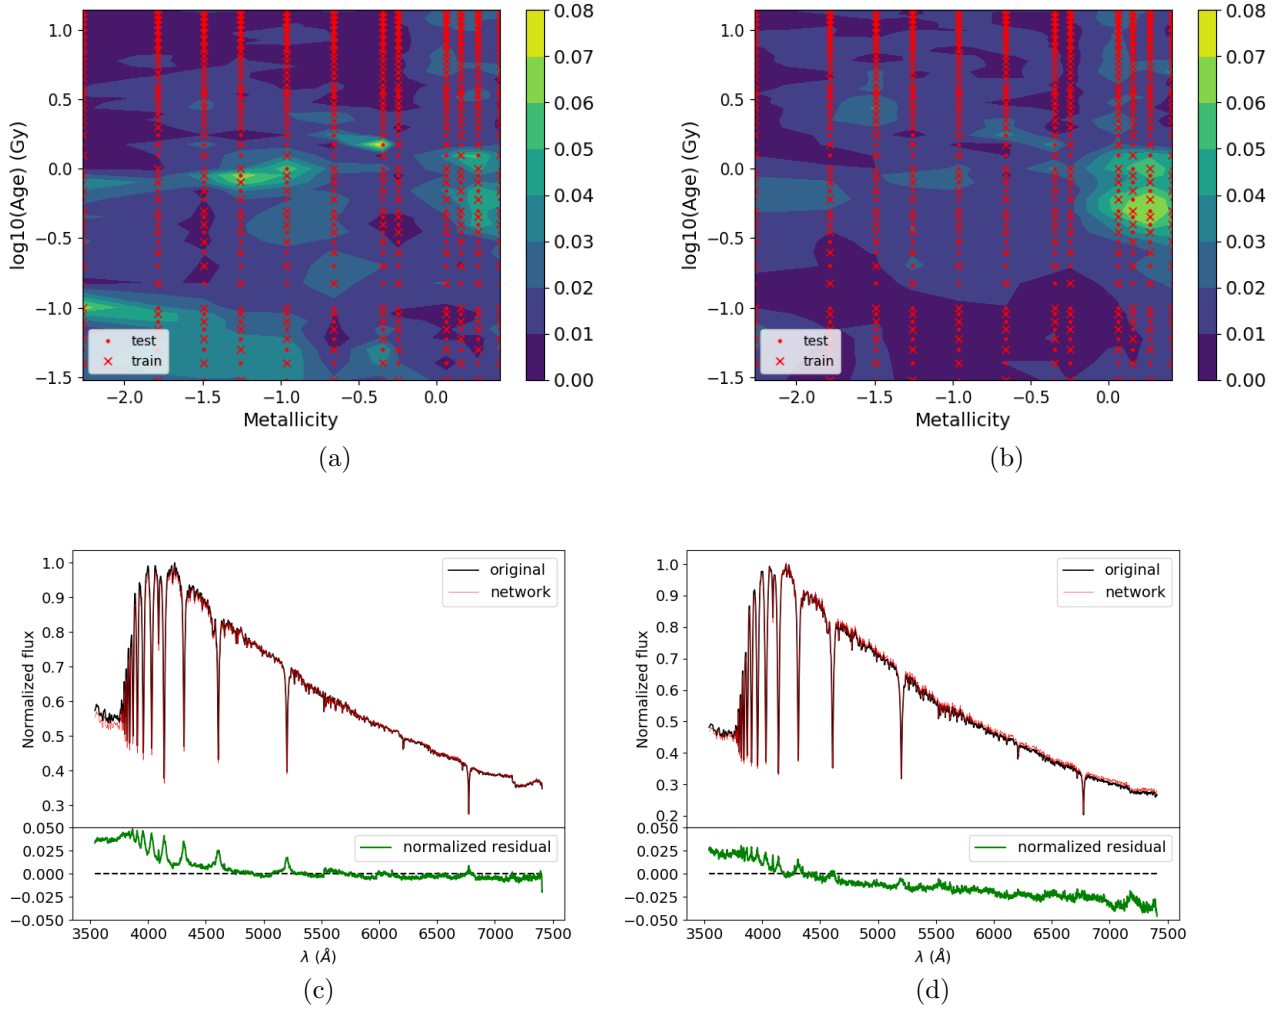 1.0
0.5
0.0
−0.5
−1.0
−1.5
log10(Age) (Gy)
test
train
−2.0 −1.5 −1.0 −0.5 0.0
Metallicity
0.08
0.07
0.06
0.05
0.04
0.03
0.02
0.01
0.00
(a)
1.0
0.5
0.0
−0.5
−1.0
−1.5
log10(Age) (Gy)
test
train
−2.0 −1.5 −1.0 −0.5 0.0
Metallicity
0.08
0.07
0.06
0.05
0.04
0.03
0.02
0.01
0.00
(b)
1.0
0.9
0.8
0.7
0.6
0.5
0.4
0.3
Normalized flux
original
network
0.050
0.025
0.000
−0.025
−0.050
normalized residual
3500 4000 4500 5000 5500 6000 6500 7000 7500
λ (Å)
(c)
1.0
0.9
0.8
0.7
0.6
0.5
0.4
0.3
0.2
Normalized flux
original
network
0.050
0.025
0.000
−0.025
−0.050
normalized residual
3500 4000 4500 5000 5500 6000 6500 7000 7500
λ (Å)
(d)